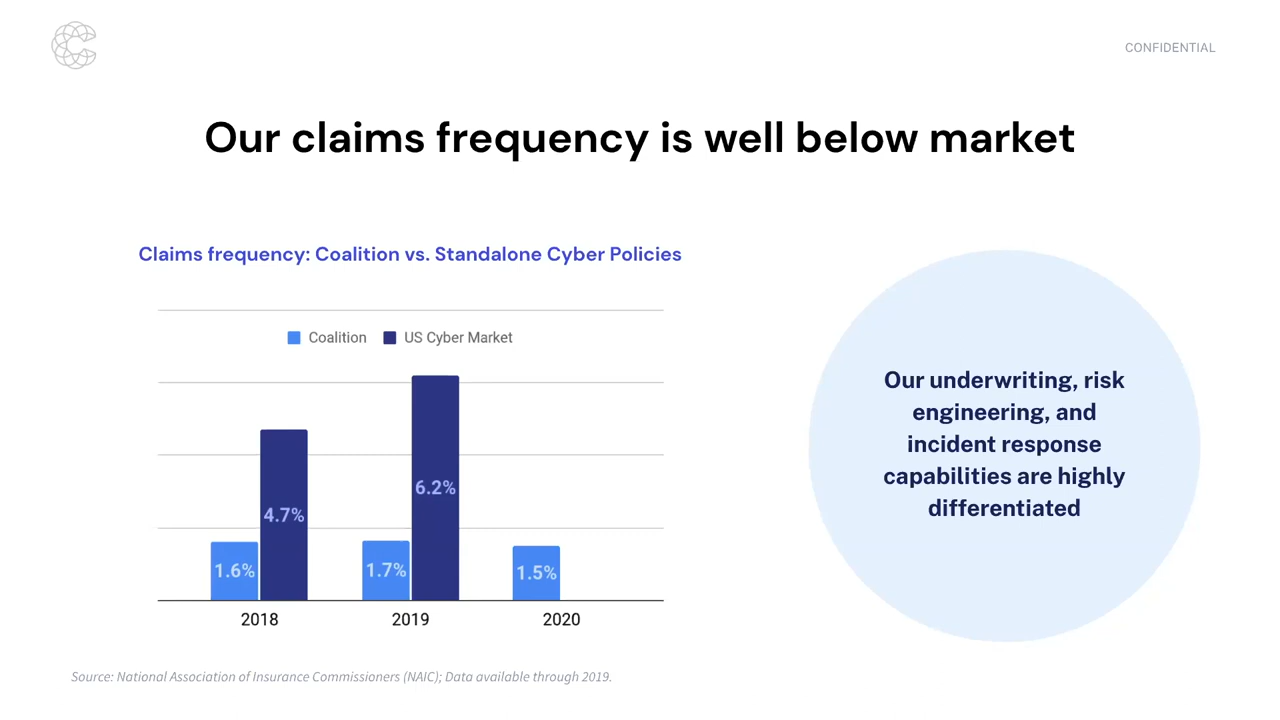 CONFIDENTIAL
Our claims frequency is well below market
Claims frequency: Coalition vs. Standalone Cyber Policies
Coalition US Cyber Market
4.7%
6.2%
1.6%
1.7%
1.5%
2018 2019 2020
Our underwriting, risk
engineering, and
incident response
capabilities are highly
differentiated
Source: National Association of Insurance Commissioners (NAIC); Data available through 2019.